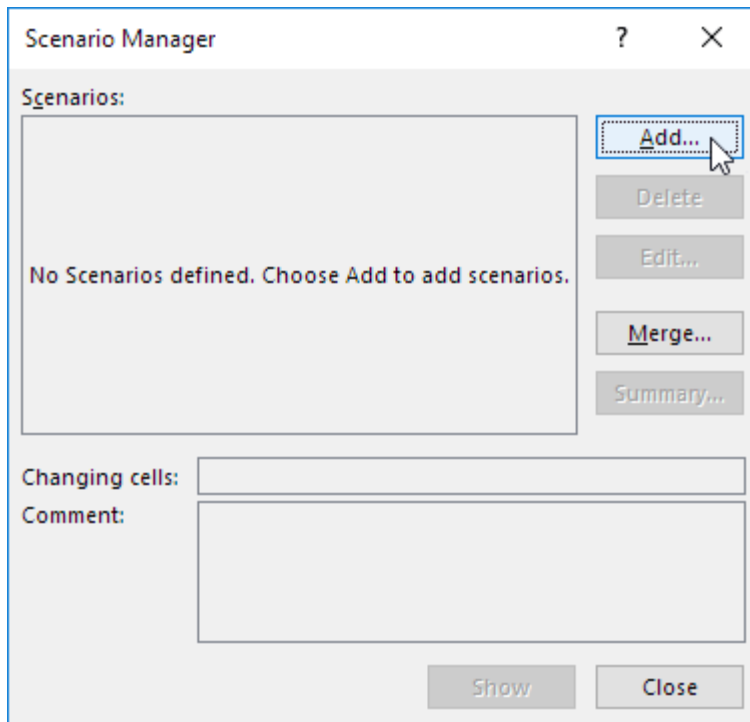 Scenario Manager
?
Scenarios:
Add...
Delete
No Scenarios defined. Choose Add to add scenarios.
Edit...
Merge...
Summary...
Changing cells:
Comment:
Show
Close